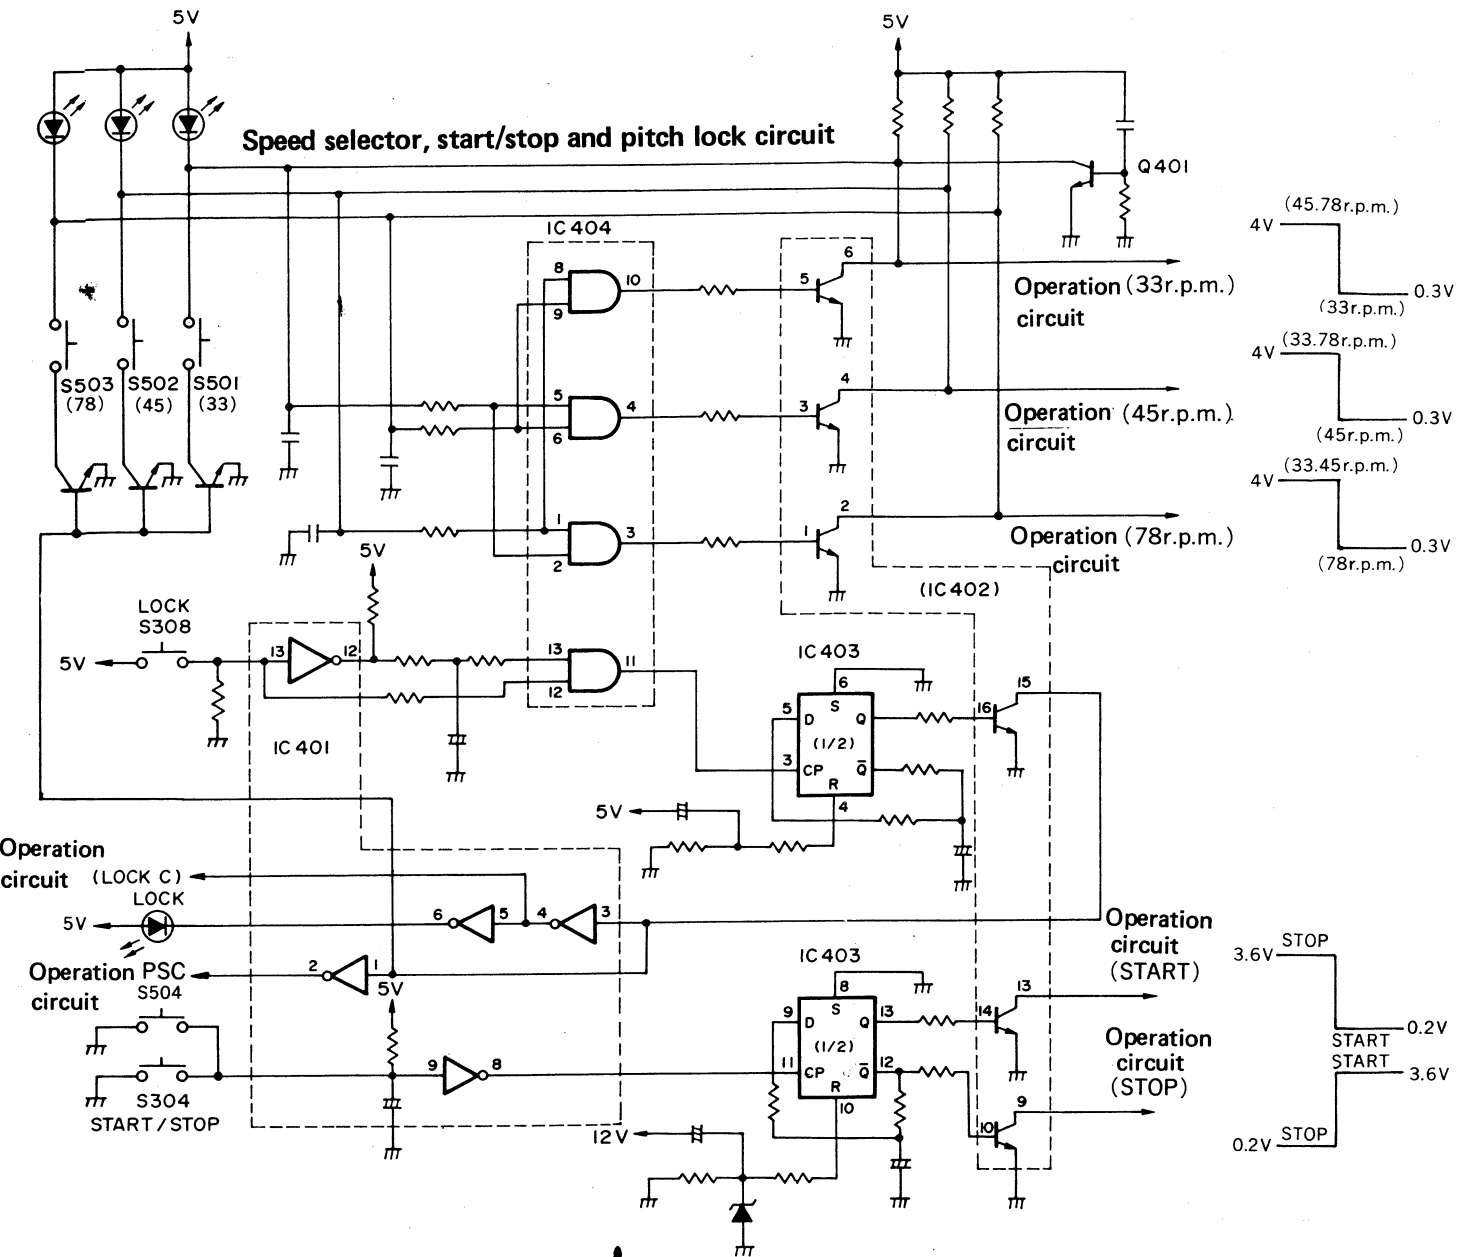 5V
5V
Speed selector, start/stop and pitch lock circuit
Q401
IC404
(45.78r.p.m.)
4V
0.3V
(33r.p.m.)
8
9
10
5
6
Operation (33r.p.m.)
circuit
S503
(78)
S502
(45)
S501
(33)
5
6
4
3
4
Operation (45r.p.m.)
circuit
(33.78r.p.m.)
4V
0.3V
(45r.p.m.)
1
2
3
1
2
Operation (78r.p.m.)
circuit
(33.45r.p.m.)
4V
0.3V
(78r.p.m.)
5V
(IC402)
LOCK
S308
5V
13
12
13
12
11
IC401
IC403
6
5
D
S
Q
(1/2)
3
CP
Q̅
R
4
16
15
5V
Operation
circuit (LOCK C)
LOCK
5V
6
5
4
3
Operation PSC
circuit
2
1
5V
S504
S304
START/STOP
9
8
IC403
8
9
D
S
Q
13
(1/2)
11
CP
Q̅
12
R
10
14
13
10
9
12V
Operation
circuit
(START)
Operation
circuit
(STOP)
3.6V
STOP
0.2V
START
START
3.6V
0.2V
STOP